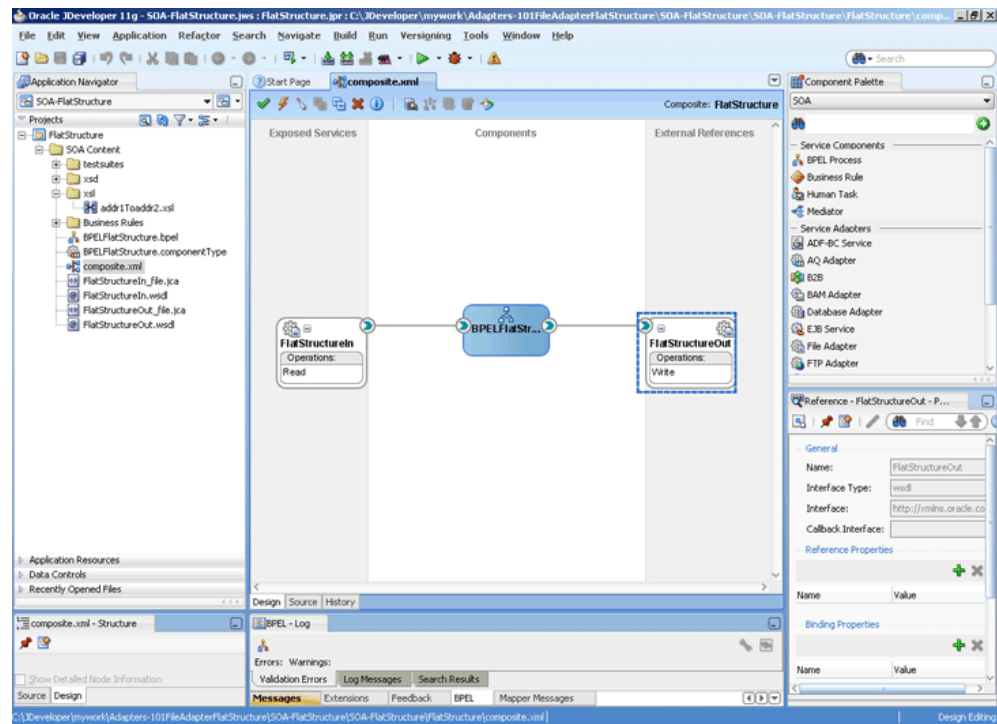 Oracle JDeveloper 11g - SOA-FlatStructure.jws : FlatStructure.jpr : C:\JDeveloper\mywork\Adapters-101FileAdapterFlatStructure\SOA-FlatStructure\SOA-FlatStructure\FlatStructure\comp...
File Edit View Application Refactor Search Navigate Build Run Versioning Tools Window Help
Search
Application Navigator
SOA-FlatStructure
Projects
FlatStructure
SOA Content
testsuites
xsd
xsl
addr1Toaddr2.xsl
Business Rules
BPELFlatStructure.bpel
BPELFlatStructure.componentType
composite.xml
FlatStructureIn_file.jca
FlatStructureIn.wsdl
FlatStructureOut_file.jca
FlatStructureOut.wsdl
Application Resources
Data Controls
Recently Opened Files
composite.xml - Structure
Show Detailed Node Information
Source Design
Start Page composite.xml
Composite: FlatStructure
Exposed Services Components External References
FlatStructureIn
Operations:
Read
BPELFlatStr...
FlatStructureOut
Operations:
Write
Design Source History
BPEL - Log
Errors: Warnings:
Validation Errors Log Messages Search Results
Messages Extensions Feedback BPEL Mapper Messages
Component Palette
SOA
Service Components
BPEL Process
Business Rule
Human Task
Mediator
Service Adapters
ADF-BC Service
AQ Adapter
B2B
BAM Adapter
Database Adapter
EJB Service
File Adapter
FTP Adapter
Reference - FlatStructureOut - P...
Find
General
Name: FlatStructureOut
Interface Type: wsdl
Interface: http://xmlns.oracle.co
Callback Interface:
Reference Properties
Name Value
Binding Properties
Name Value
C:\JDeveloper\mywork\Adapters-101FileAdapterFlatStructure\SOA-FlatStructure\SOA-FlatStructure\FlatStructure\composite.xml
Design Editing